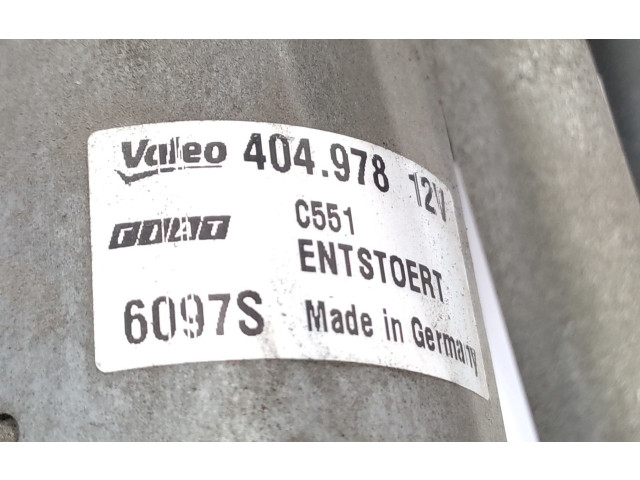 Valeo 404.978 12V
FIAT C551
ENTSTOERT
6097S Made in Germany